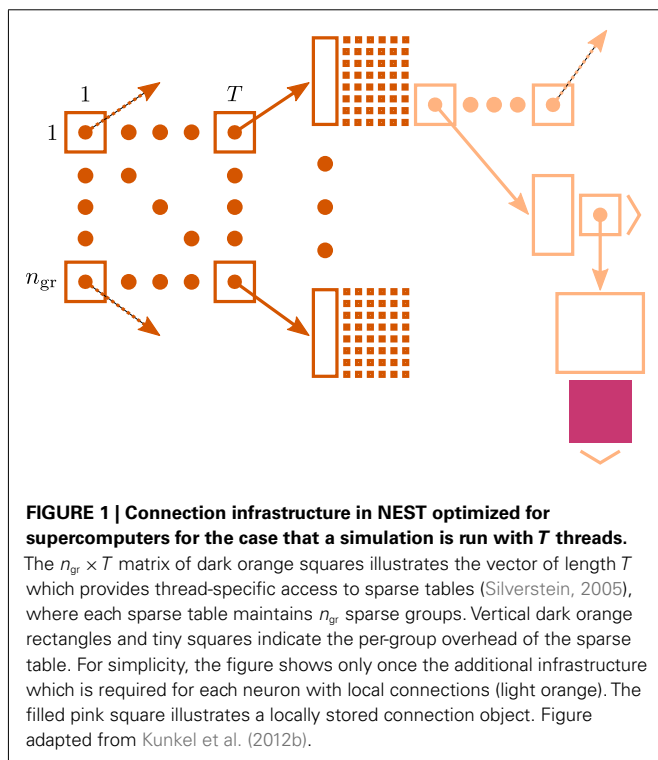 1
T
1
n_gr
FIGURE 1 | Connection infrastructure in NEST optimized for
supercomputers for the case that a simulation is run with T threads.
The n_gr × T matrix of dark orange squares illustrates the vector of length T
which provides thread-specific access to sparse tables (Silverstein, 2005),
where each sparse table maintains n_gr sparse groups. Vertical dark orange
rectangles and tiny squares indicate the per-group overhead of the sparse
table. For simplicity, the figure shows only once the additional infrastructure
which is required for each neuron with local connections (light orange). The
filled pink square illustrates a locally stored connection object. Figure
adapted from Kunkel et al. (2012b).